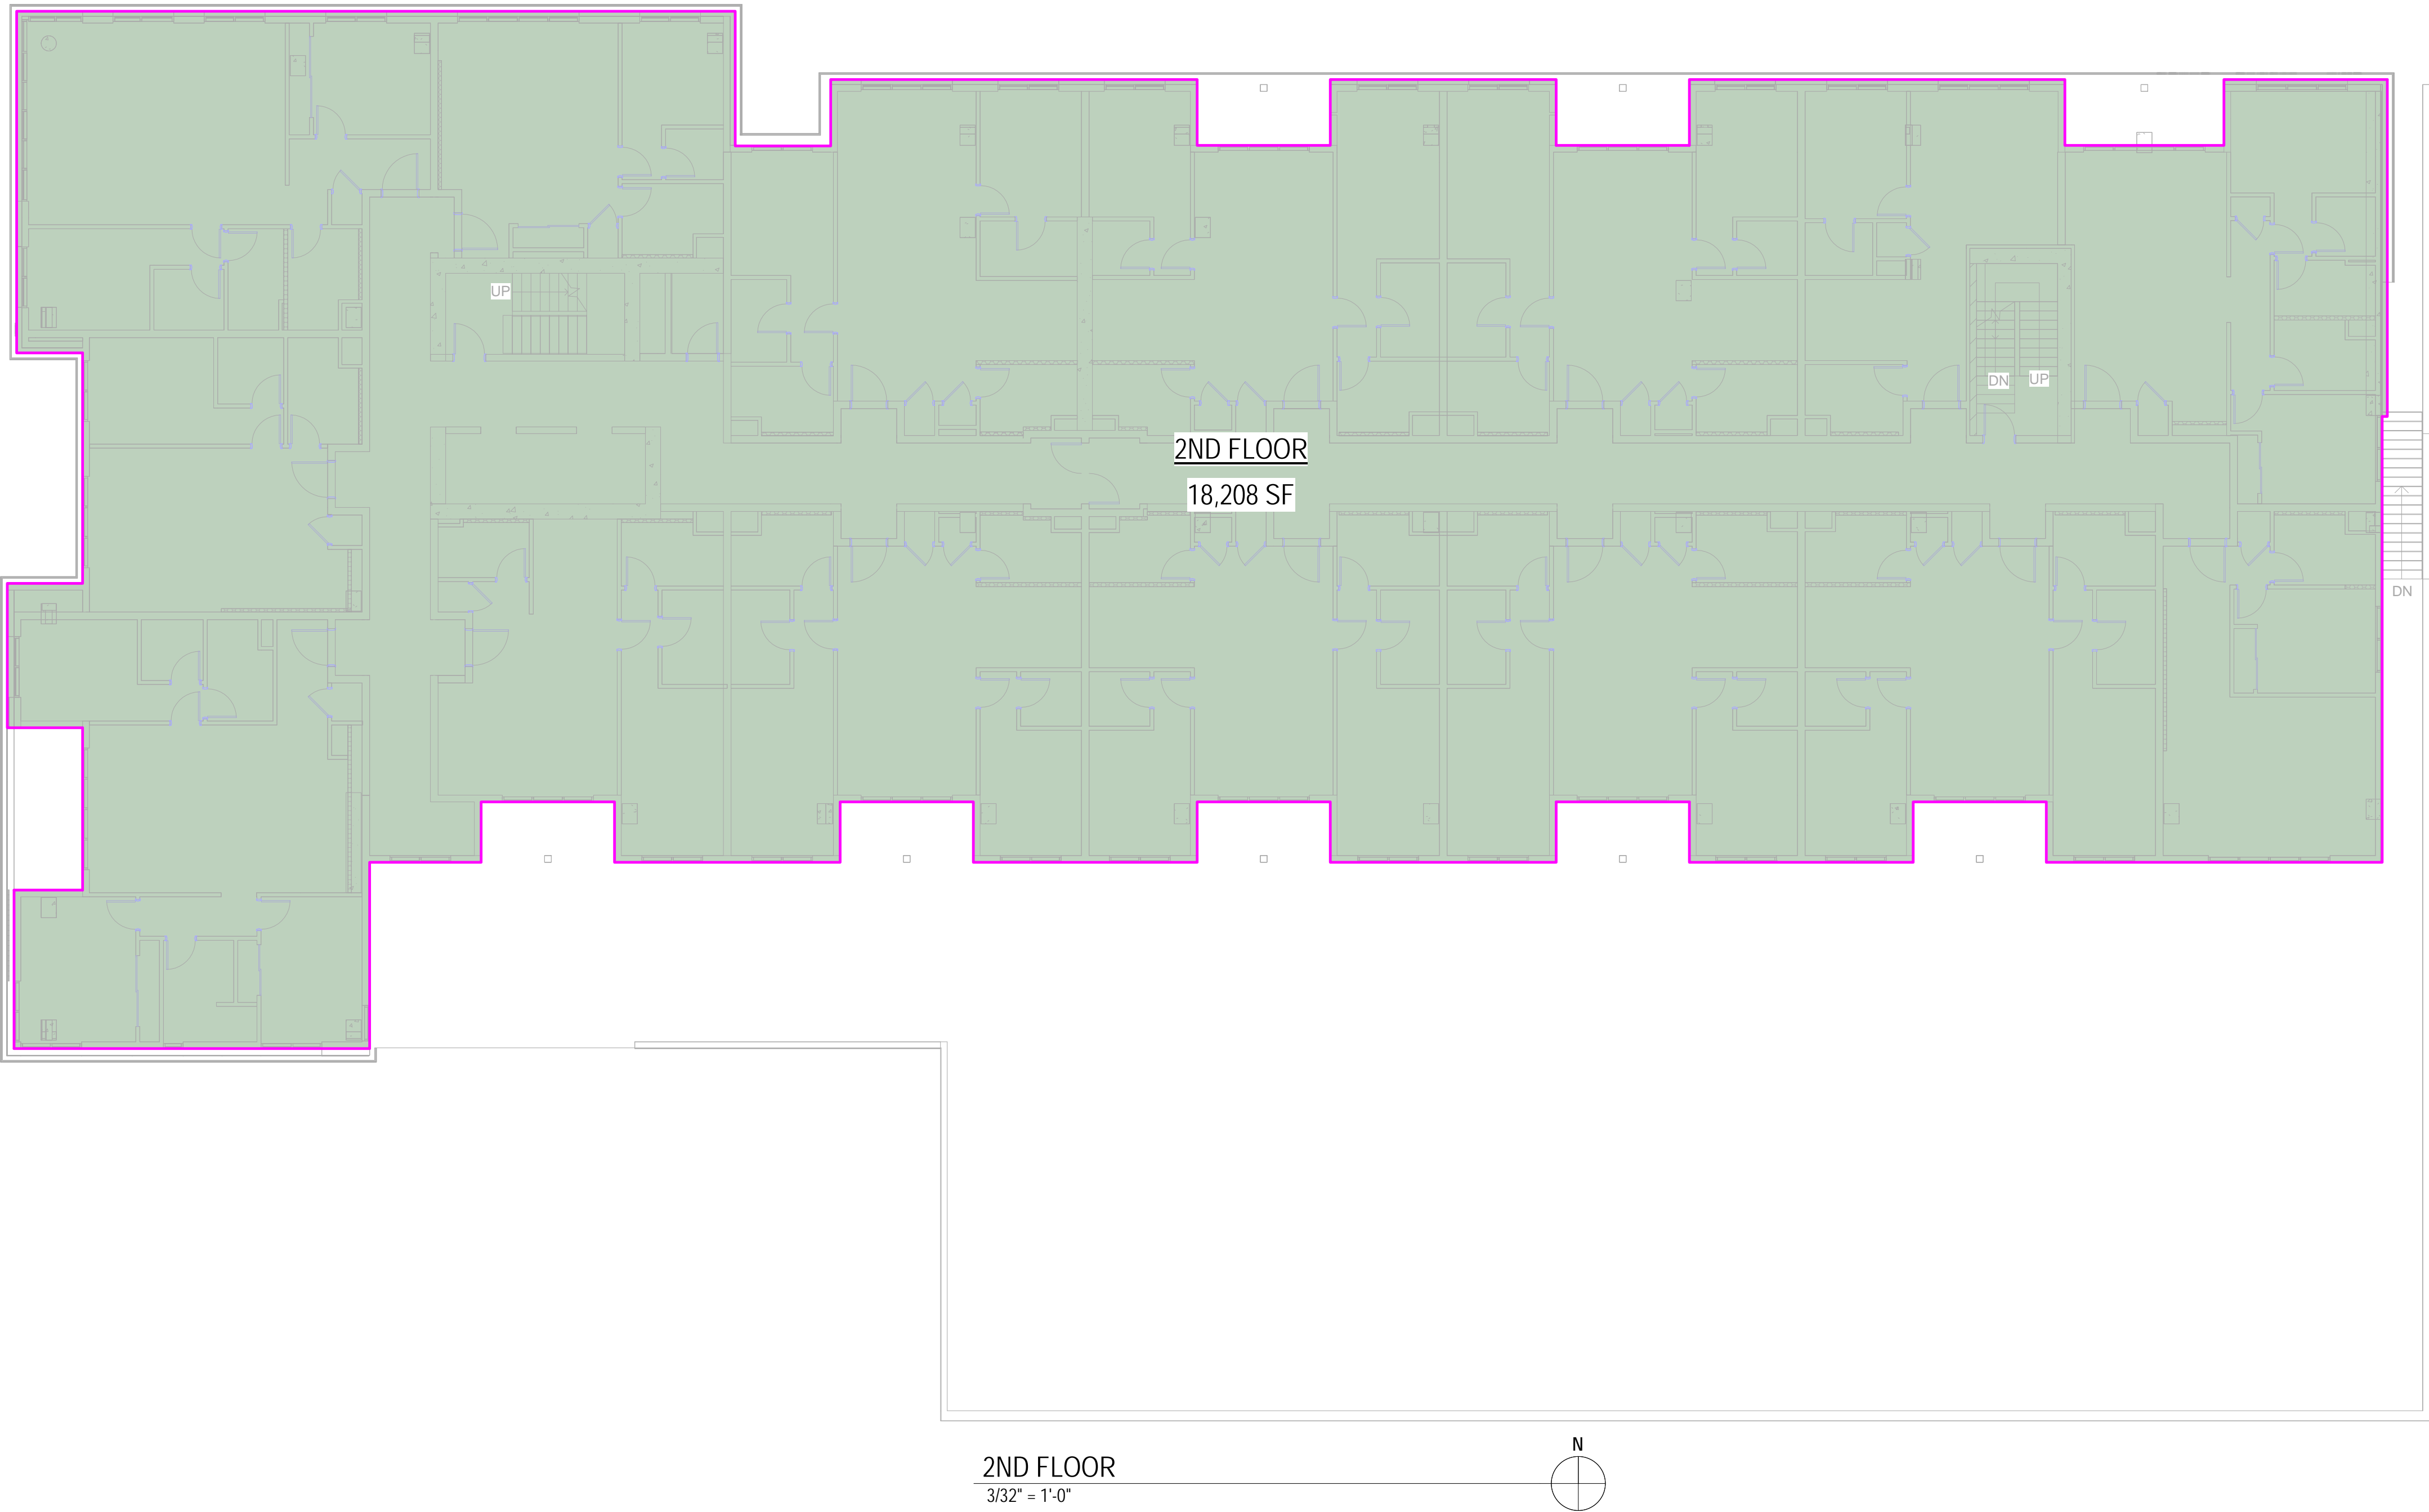 UP
DN
UP
2ND FLOOR
18,208 SF
DN
N
2ND FLOOR
3/32" = 1'-0"